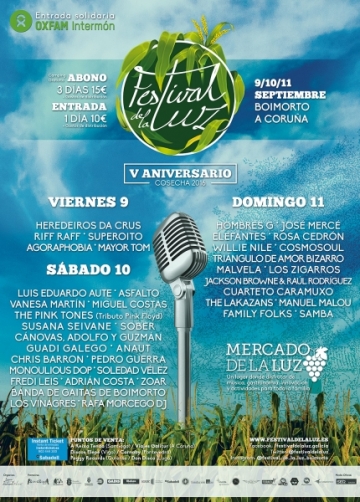 Entrada solidaria
OXFAM Intermón
ABONO
3 DÍAS 15€
ENTRADA
1 DÍA 10€
Festival
de la
LUZ
9/10/11
SEPTIEMBRE
BOIMORTO
A CORUÑA
V ANIVERSARIO
COSECHA 2016
VIERNES 9
HEREDEIROS DA CRUS
RIFF RAFF * SUPEROITO
AGORAPHOBIA * MAYOR TOM
SÁBADO 10
LUIS EDUARDO AUTE * ASFALTO
VANESA MARTÍN * MIGUEL COSTAS
THE PINK TONES (Tributo Pink Floyd)
SUSANA SEIVANE * SOBER
CÁNOVAS, ADOLFO Y GUZMÁN
GUADI GALEGO * ANAUT
CHRIS BARRON * PEDRO GUERRA
MONOULIOUS DOP * SOLEDAD VÉLEZ
FREDI LEIS * ADRIÁN COSTA * ZOAR
BANDA DE GAITAS DE BOIMORTO
LOS VINAGRES * RAFA MORCEGO DJ
DOMINGO 11
HOMBRES G * JOSÉ MERCÉ
ELEFANTES * ROSA CEDRÓN
WILLIE NILE * COSMOSOUL
TRIÁNGULO DE AMOR BIZARRO
MALVELA * LOS ZIGARROS
JACKSON BROWNE & RAÚL RODRÍGUEZ
CUARTETO CARAMUXO
THE LAKAZANS * MANUEL MALOU
FAMILY FOLKS * SAMBA
MERCADO
DE LA LUZ
Instant Ticket
Sabadell
PUNTOS DE VENTA:
WWW.FESTIVALDELALUZ.ES